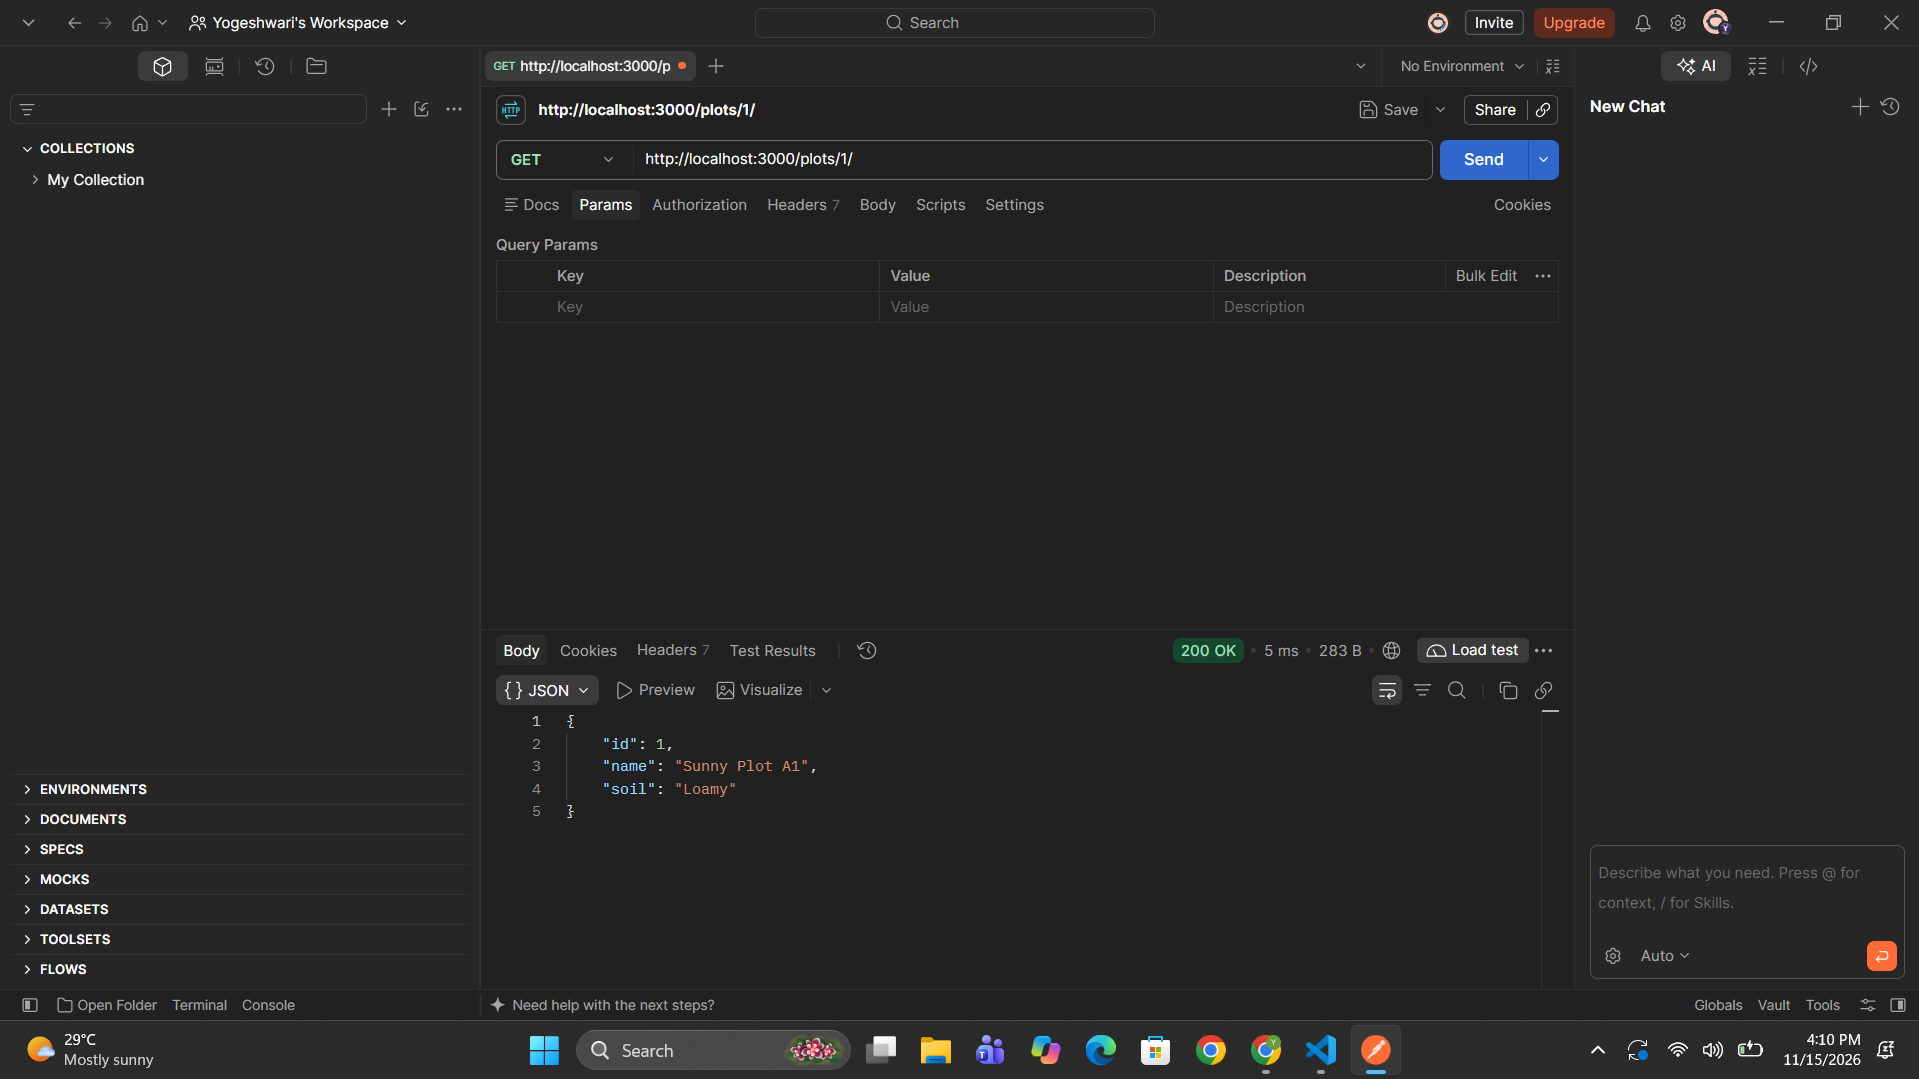 Yogeshwari's Workspace
Search
Invite
Upgrade
Y
GET http://localhost:3000/p
No Environment
AI
HTTP
http://localhost:3000/plots/1/
Save
Share
New Chat
COLLECTIONS
My Collection
GET
http://localhost:3000/plots/1/
Send
Docs
Params
Authorization
Headers 7
Body
Scripts
Settings
Cookies
Query Params
Key
Value
Description
Bulk Edit
Key
Value
Description
Body
Cookies
Headers 7
Test Results
200 OK
5 ms
283 B
Load test
{} JSON
Preview
Visualize
1 {
2 "id": 1,
3 "name": "Sunny Plot A1",
4 "soil": "Loamy"
5 }
ENVIRONMENTS
DOCUMENTS
SPECS
MOCKS
DATASETS
TOOLSETS
FLOWS
Describe what you need. Press @ for
context, / for Skills.
Auto
Open Folder
Terminal
Console
Need help with the next steps?
Globals
Vault
Tools
29°C
Mostly sunny
Search
4:10 PM
11/15/2026